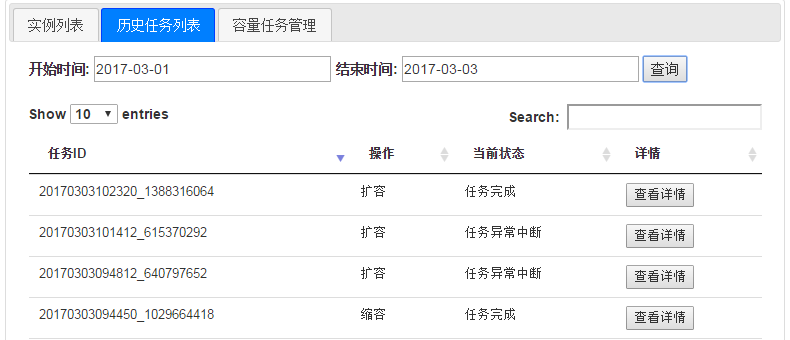 实例列表 历史任务列表 容量任务管理
开始时间: 2017-03-01 结束时间: 2017-03-03 查询
Show 10 entries Search:
任务ID 操作 当前状态 详情
20170303102320_1388316064 扩容 任务完成 查看详情
20170303101412_615370292 扩容 任务异常中断 查看详情
20170303094812_640797652 扩容 任务异常中断 查看详情
20170303094450_1029664418 缩容 任务完成 查看详情